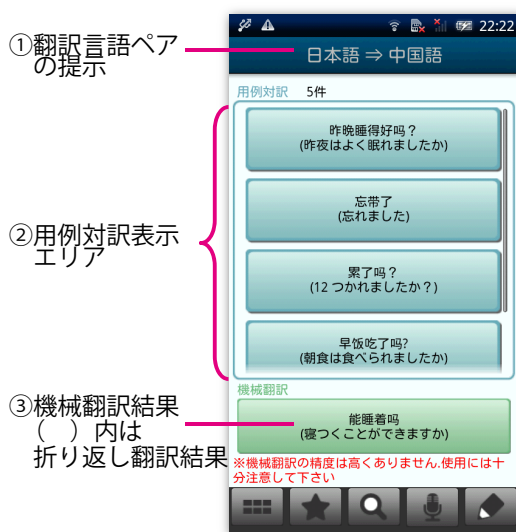 ①翻訳言語ペア
の提示
②用例対訳表示
エリア
③機械翻訳結果
（　）内は
折り返し翻訳結果
22:22
日本語 ⇒ 中国語
用例対訳 5件
昨晚睡得好吗？
(昨夜はよく眠れましたか)
忘带了
(忘れました)
累了吗？
(12 つかれましたか？)
早饭吃了吗?
(朝食は食べられましたか)
機械翻訳
能睡着吗
(寝つくことができますか)
※機械翻訳の精度は高くありません.使用には十
分注意して下さい